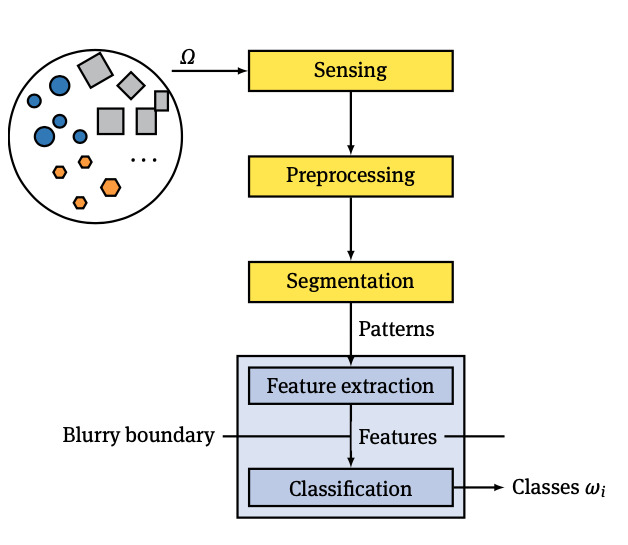 Ω
Sensing
Preprocessing
. . .
Segmentation
Patterns
Feature extraction
Blurry boundary
Features
Classification
Classes ωᵢ